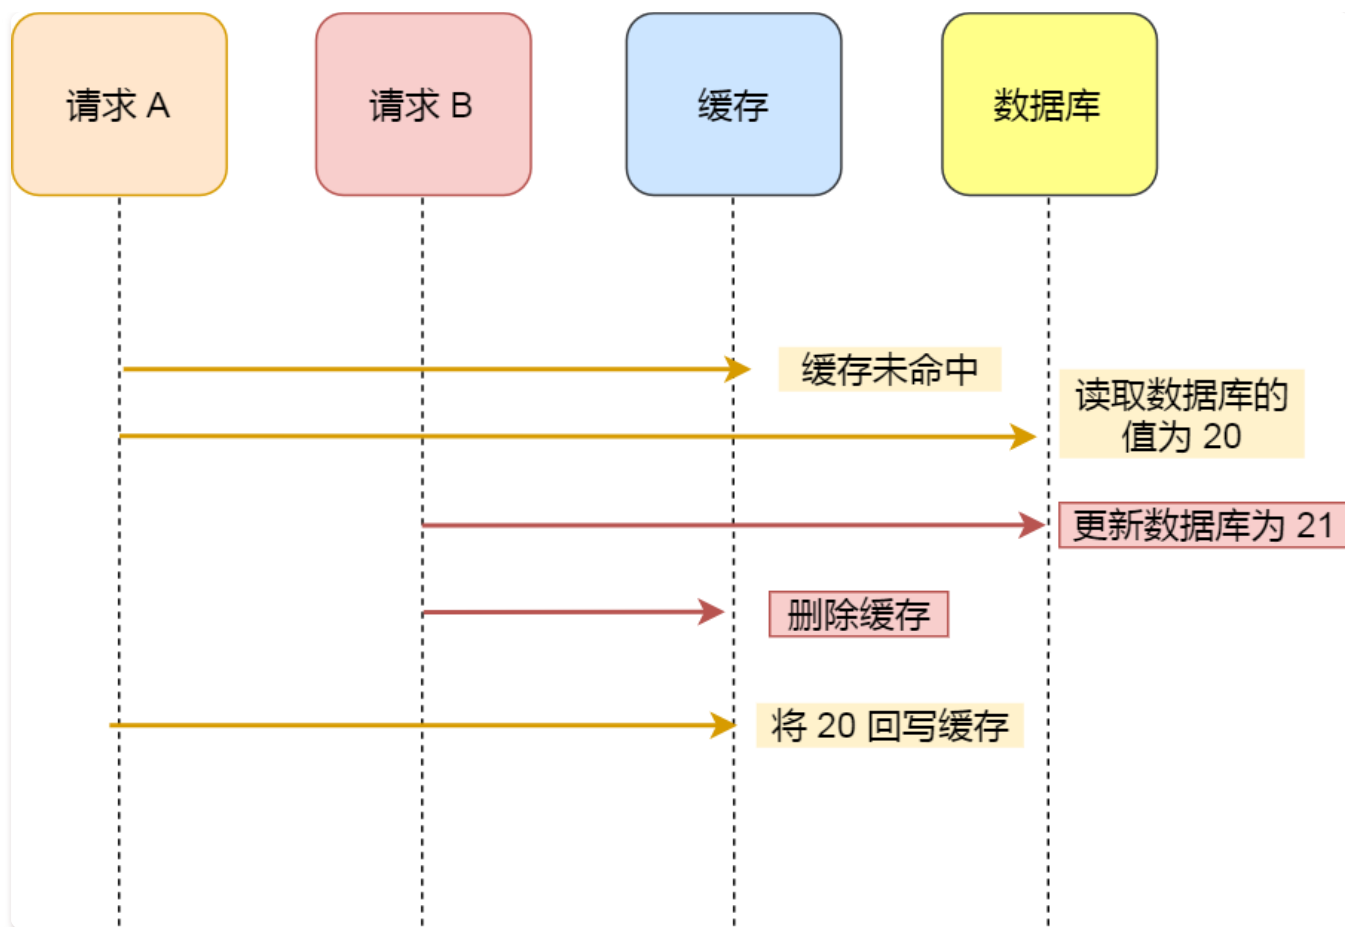 请求 A
请求 B
缓存
数据库
缓存未命中
读取数据库的
值为 20
更新数据库为 21
删除缓存
将 20 回写缓存